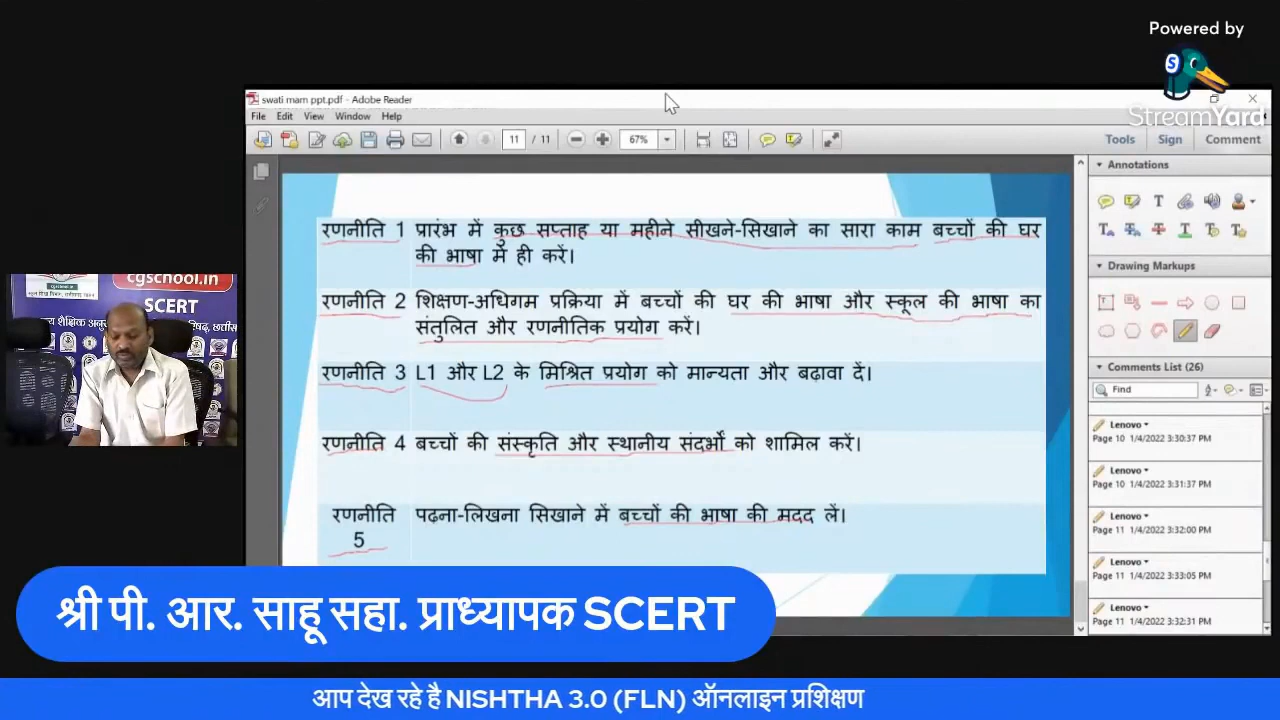 Powered by
S
StreamYard
swati mam ppt.pdf - Adobe Reader
File Edit View Window Help
11 / 11 67% Tools Sign Comment
Annotations
Drawing Markups
Comments List (26)
Find
Lenovo
Page 10 1/4/2022 3:30:37 PM
Lenovo
Page 10 1/4/2022 3:31:37 PM
Lenovo
Page 11 1/4/2022 3:32:00 PM
Lenovo
Page 11 1/4/2022 3:33:05 PM
Lenovo
Page 11 1/4/2022 3:32:31 PM
रणनीति 1 प्रारंभ में कुछ सप्ताह या महीने सीखने-सिखाने का सारा काम बच्चों की घर
की भाषा में ही करें।
रणनीति 2 शिक्षण-अधिगम प्रक्रिया में बच्चों की घर की भाषा और स्कूल की भाषा का
संतुलित और रणनीतिक प्रयोग करें।
रणनीति 3 L1 और L2 के मिश्रित प्रयोग को मान्यता और बढ़ावा दें।
रणनीति 4 बच्चों की संस्कृति और स्थानीय संदर्भों को शामिल करें।
रणनीति पढ़ना-लिखना सिखाने में बच्चों की भाषा की मदद लें।
5
cgschool.in
SCERT
श्री पी. आर. साहू सहा. प्राध्यापक SCERT
आप देख रहे है NISHTHA 3.0 (FLN) ऑनलाइन प्रशिक्षण